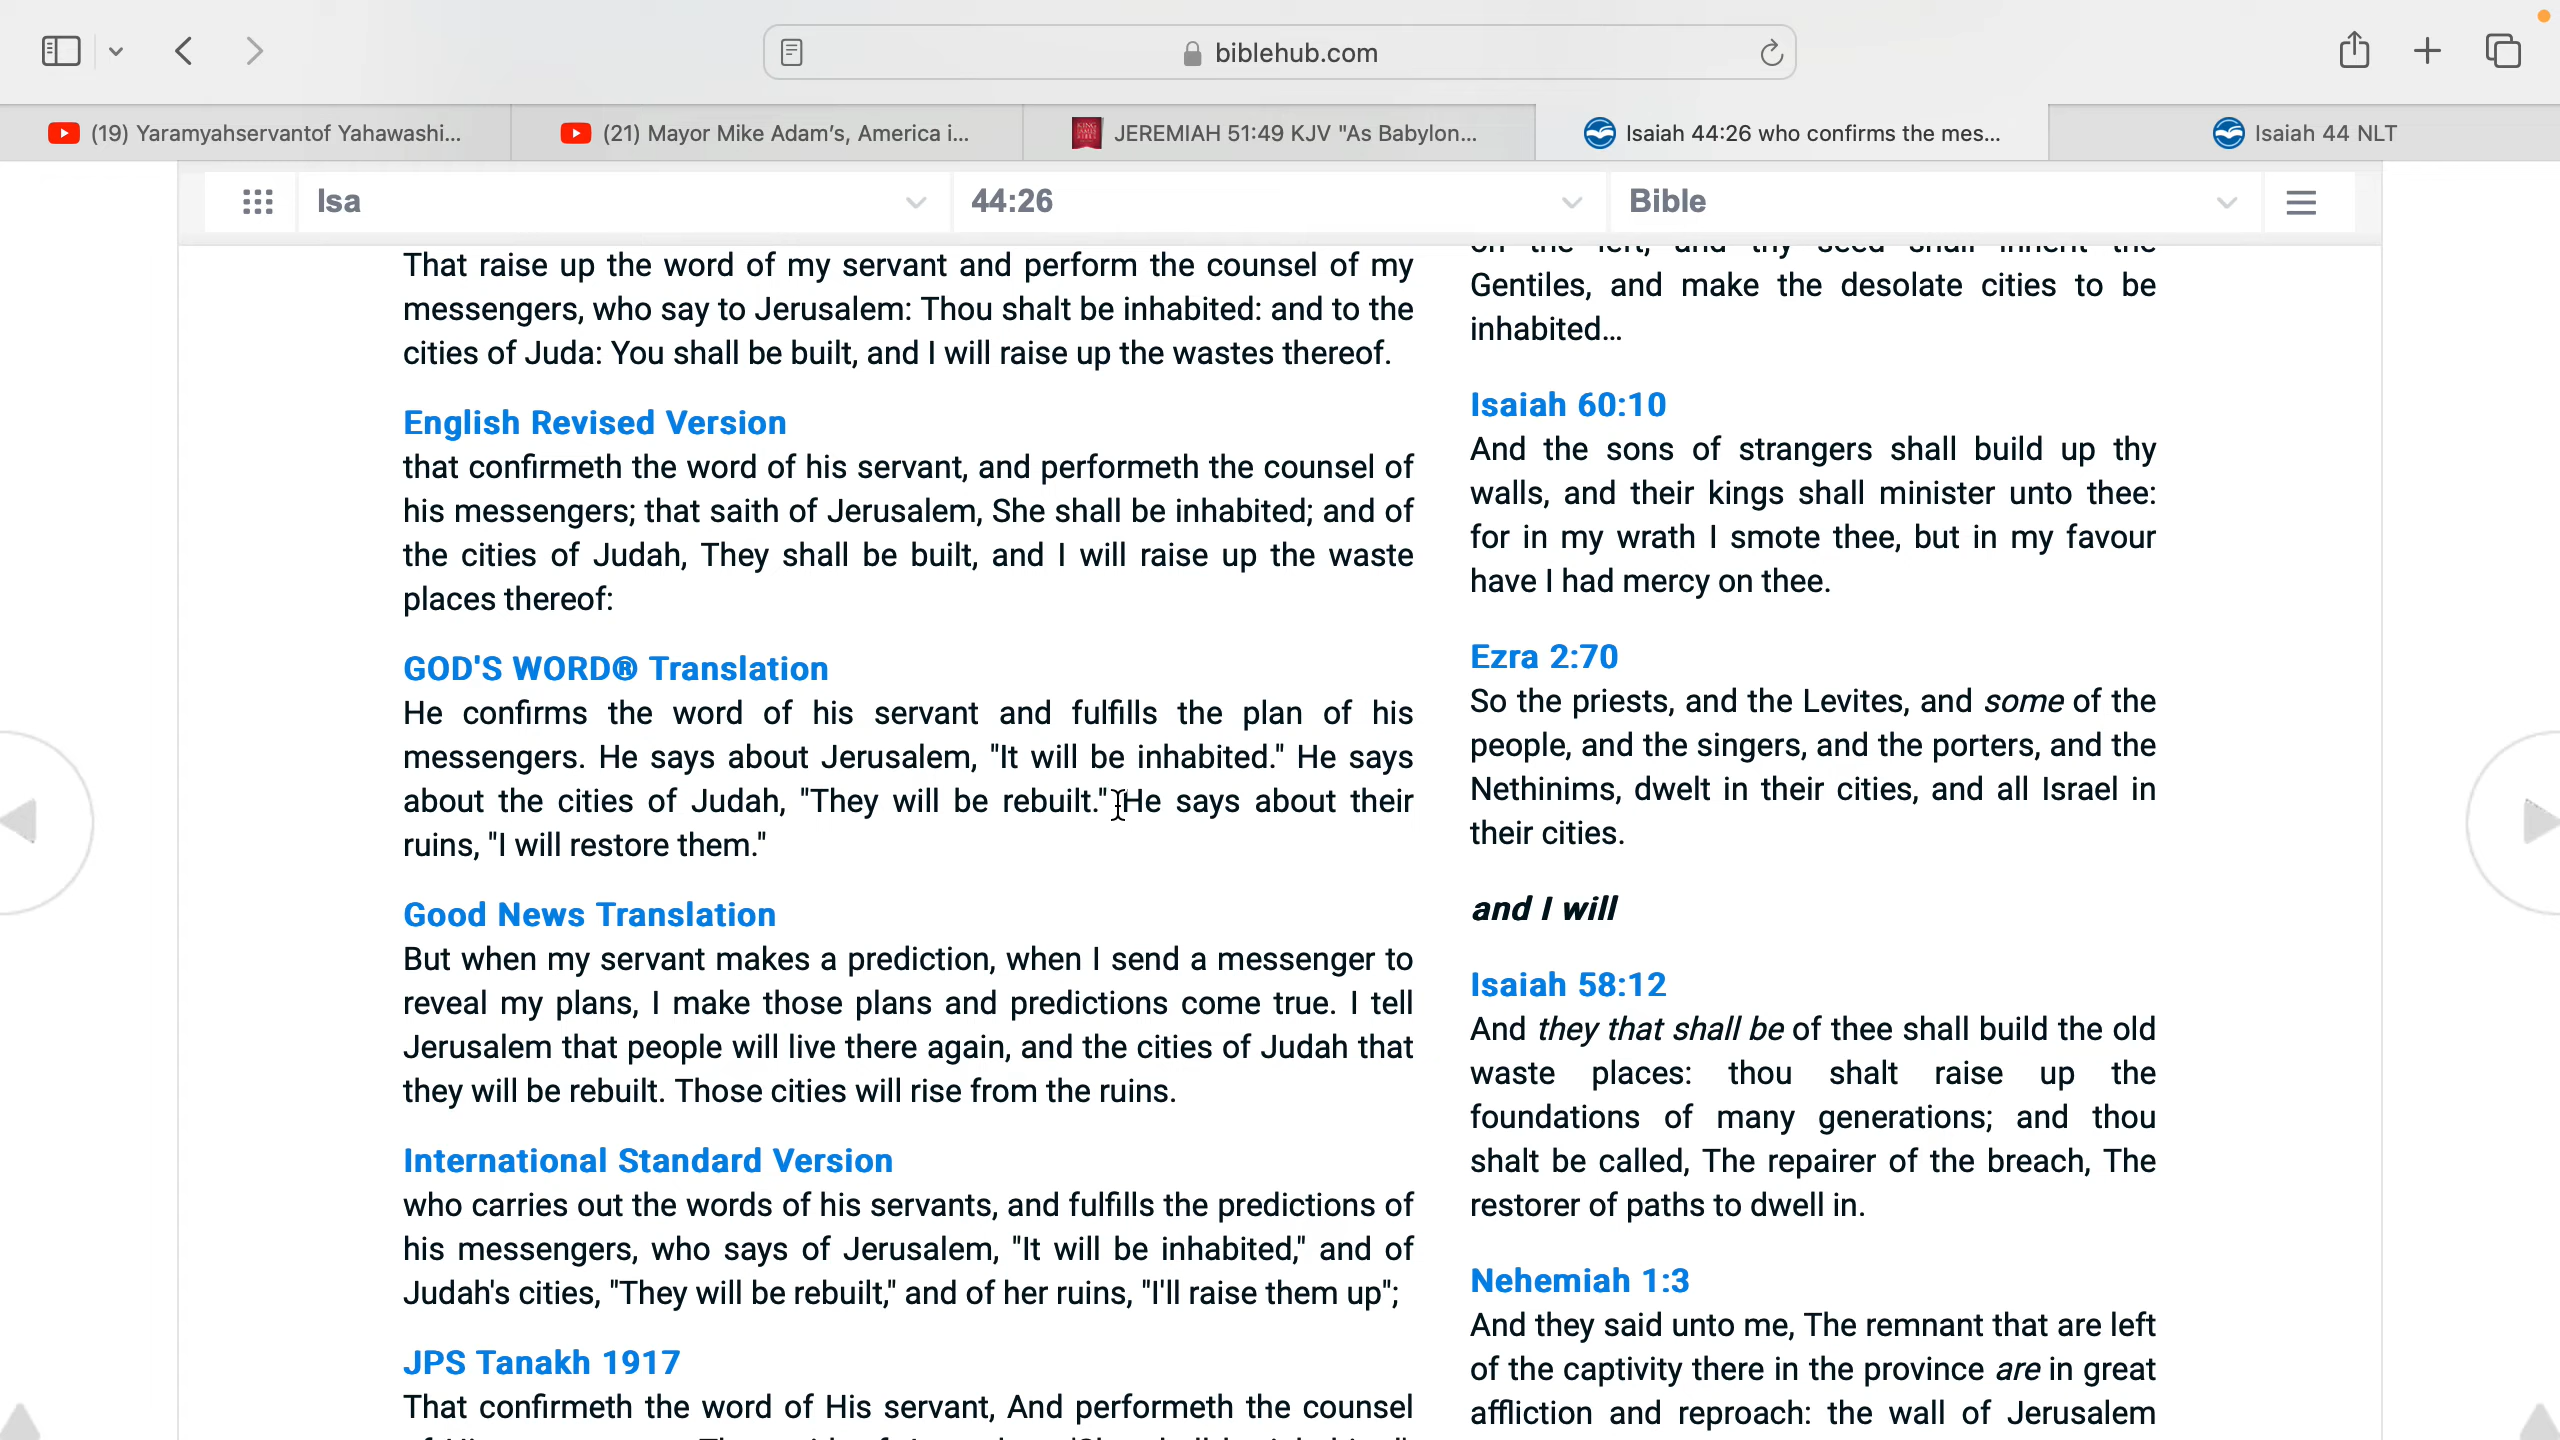 biblehub.com
(19) Yaramyahservantof Yahawashi...
(21) Mayor Mike Adam's, America i...
JEREMIAH 51:49 KJV "As Babylon...
Isaiah 44:26 who confirms the mes...
Isaiah 44 NLT
Isa
44:26
Bible
That raise up the word of my servant and perform the counsel of my
messengers, who say to Jerusalem: Thou shalt be inhabited: and to the
cities of Juda: You shall be built, and I will raise up the wastes thereof.
English Revised Version
that confirmeth the word of his servant, and performeth the counsel of
his messengers; that saith of Jerusalem, She shall be inhabited; and of
the cities of Judah, They shall be built, and I will raise up the waste
places thereof:
GOD'S WORD® Translation
He confirms the word of his servant and fulfills the plan of his
messengers. He says about Jerusalem, "It will be inhabited." He says
about the cities of Judah, "They will be rebuilt." He says about their
ruins, "I will restore them."
Good News Translation
But when my servant makes a prediction, when I send a messenger to
reveal my plans, I make those plans and predictions come true. I tell
Jerusalem that people will live there again, and the cities of Judah that
they will be rebuilt. Those cities will rise from the ruins.
International Standard Version
who carries out the words of his servants, and fulfills the predictions of
his messengers, who says of Jerusalem, "It will be inhabited," and of
Judah's cities, "They will be rebuilt," and of her ruins, "I'll raise them up";
JPS Tanakh 1917
That confirmeth the word of His servant, And performeth the counsel
on the left; and thy seed shall inherit the
Gentiles, and make the desolate cities to be
inhabited...
Isaiah 60:10
And the sons of strangers shall build up thy
walls, and their kings shall minister unto thee:
for in my wrath I smote thee, but in my favour
have I had mercy on thee.
Ezra 2:70
So the priests, and the Levites, and some of the
people, and the singers, and the porters, and the
Nethinims, dwelt in their cities, and all Israel in
their cities.
and I will
Isaiah 58:12
And they that shall be of thee shall build the old
waste places: thou shalt raise up the
foundations of many generations; and thou
shalt be called, The repairer of the breach, The
restorer of paths to dwell in.
Nehemiah 1:3
And they said unto me, The remnant that are left
of the captivity there in the province are in great
affliction and reproach: the wall of Jerusalem